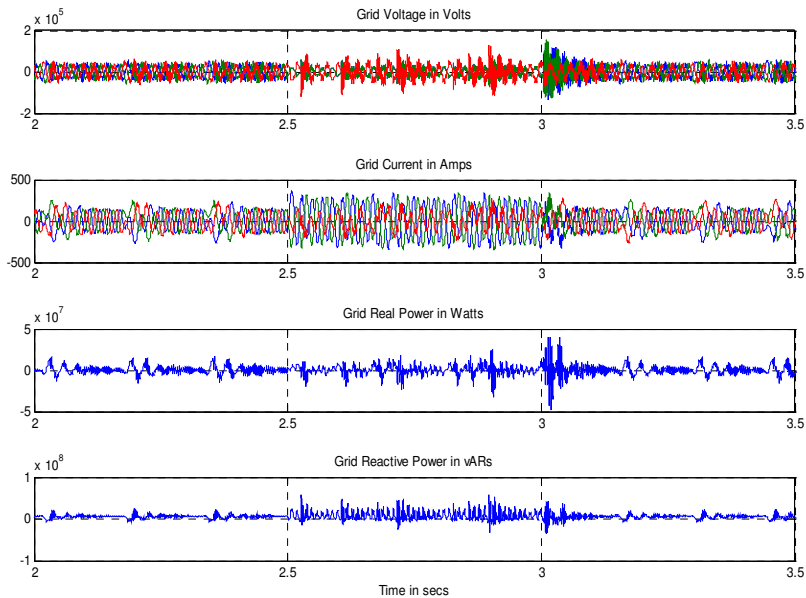 Grid Voltage in Volts
x 10^5
2
0
-2
2 2.5 3 3.5
Grid Current in Amps
500
0
-500
2 2.5 3 3.5
Grid Real Power in Watts
x 10^7
5
0
-5
2 2.5 3 3.5
Grid Reactive Power in vARs
x 10^8
1
0
-1
2 2.5 3 3.5
Time in secs